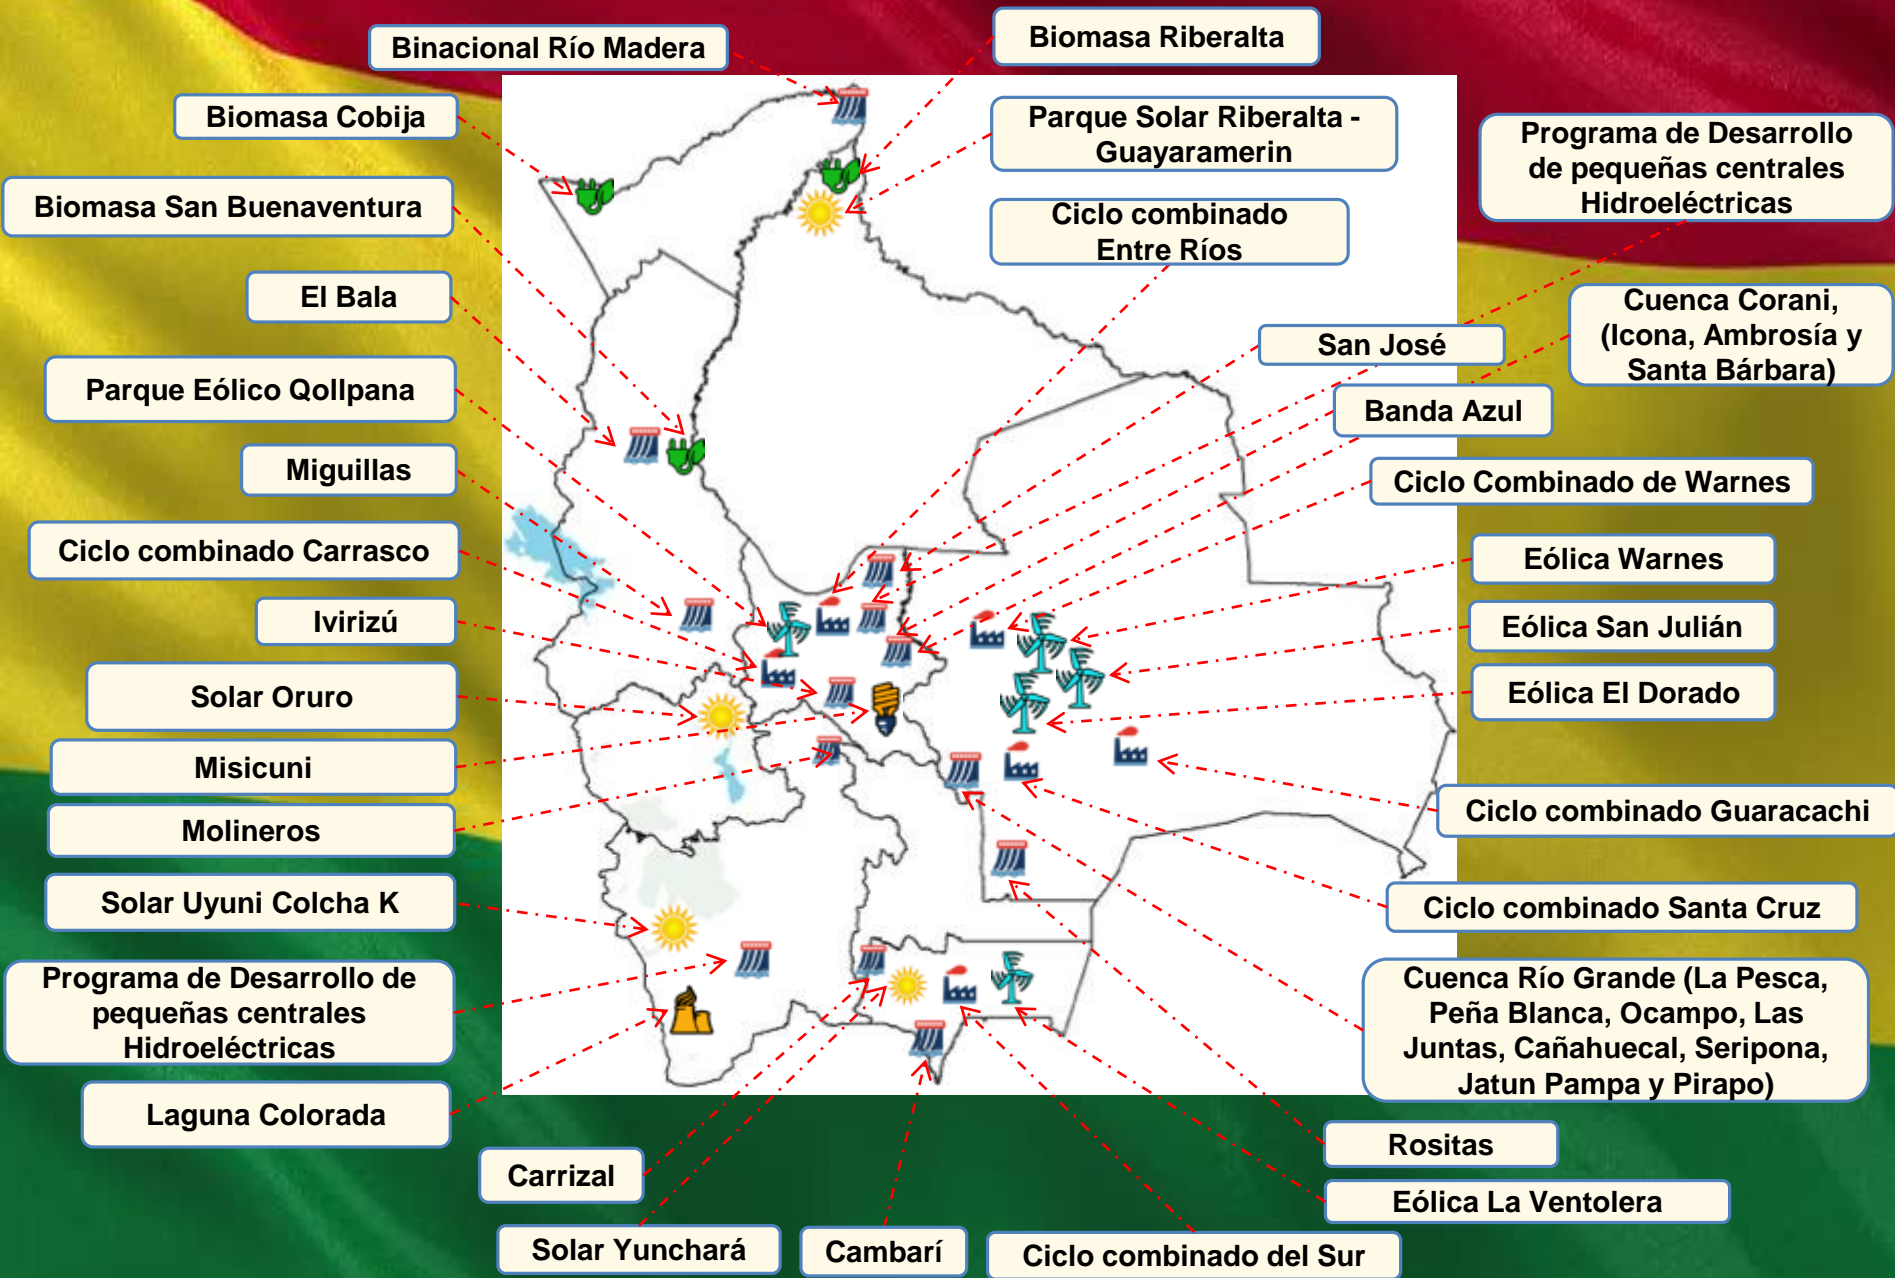 Binacional Río Madera
Biomasa Riberalta
Biomasa Cobija
Parque Solar Riberalta -
Guayaramerin
Programa de Desarrollo
de pequeñas centrales
Hidroeléctricas
Biomasa San Buenaventura
Ciclo combinado
Entre Ríos
El Bala
Cuenca Corani,
(Icona, Ambrosía y
Santa Bárbara)
San José
Parque Eólico Qollpana
Banda Azul
Miguillas
Ciclo Combinado de Warnes
Ciclo combinado Carrasco
Eólica Warnes
Ivirizú
Eólica San Julián
Solar Oruro
Eólica El Dorado
Misicuni
Ciclo combinado Guaracachi
Molineros
Solar Uyuni Colcha K
Ciclo combinado Santa Cruz
Programa de Desarrollo de
pequeñas centrales
Hidroeléctricas
Cuenca Río Grande (La Pesca,
Peña Blanca, Ocampo, Las
Juntas, Cañahuecal, Seripona,
Jatun Pampa y Pirapo)
Laguna Colorada
Rositas
Carrizal
Eólica La Ventolera
Solar Yunchará
Cambarí
Ciclo combinado del Sur